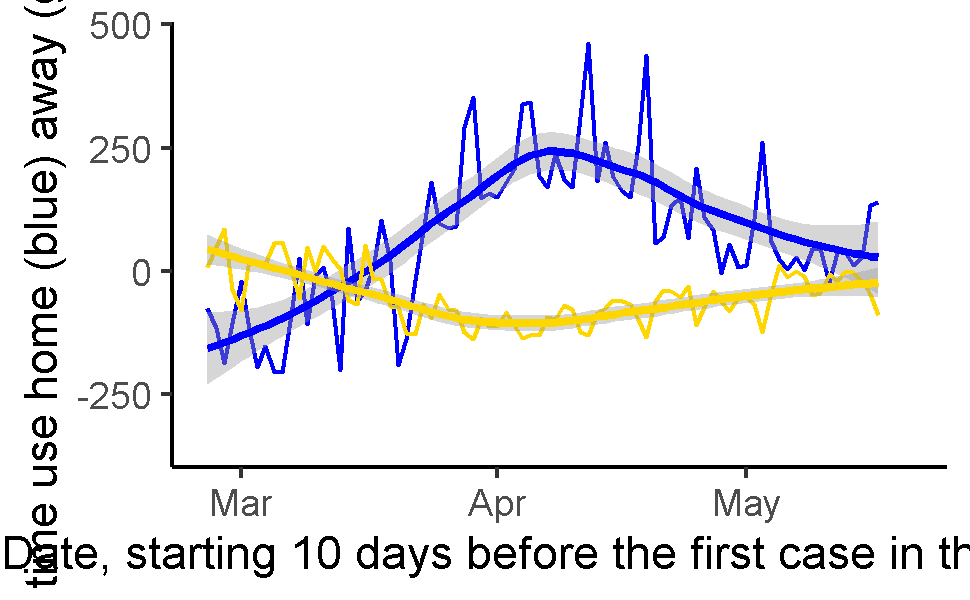 time use home (blue) away (
500
250
0
-250
Mar
Apr
May
Date, starting 10 days before the first case in th